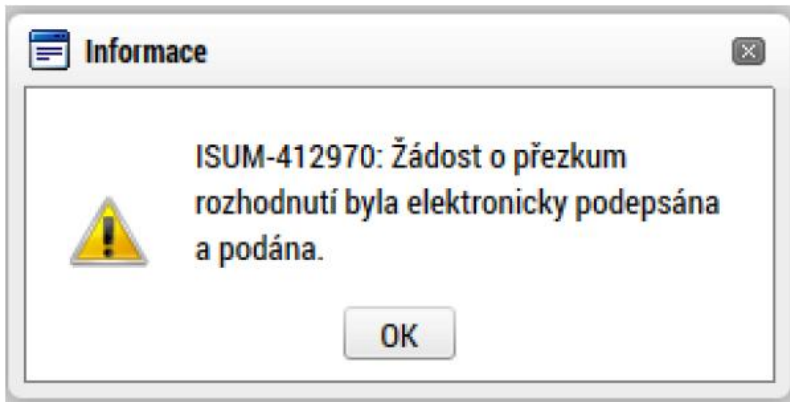 Informace
ISUM-412970: Žádost o přezkum
rozhodnutí byla elektronicky podepsána
a podána.
OK